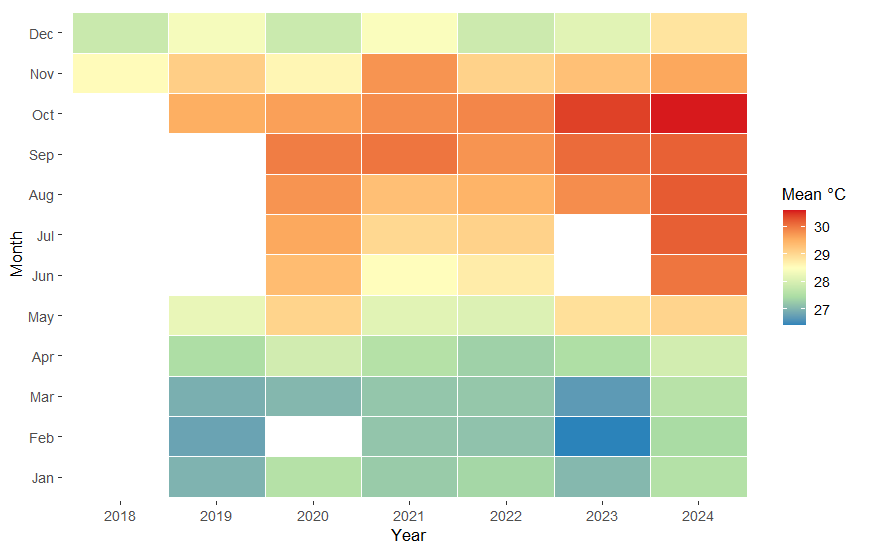 Month
Dec
Nov
Oct
Sep
Aug
Jul
Jun
May
Apr
Mar
Feb
Jan
2018 2019 2020 2021 2022 2023 2024
Year
Mean °C
30
29
28
27